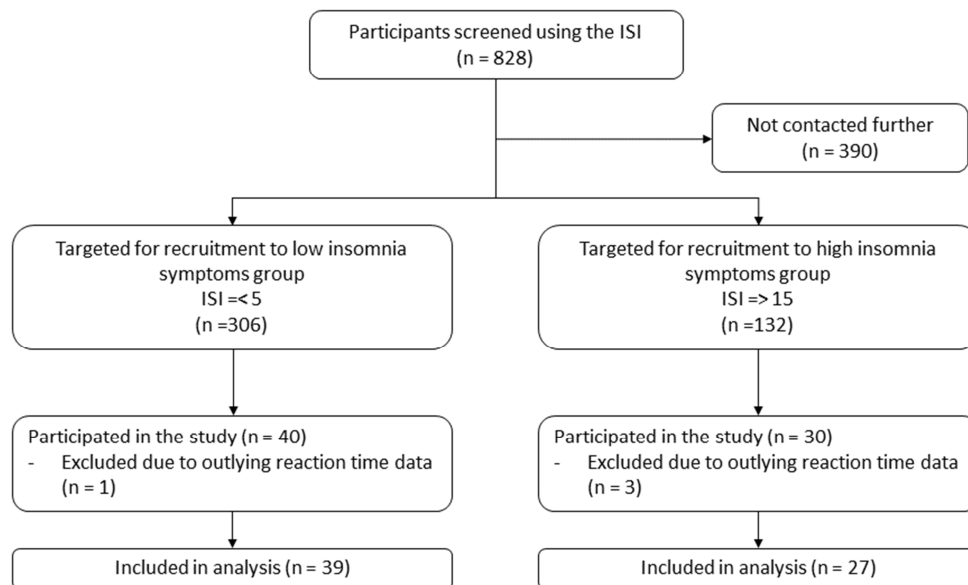 Participants screened using the ISI
(n = 828)
Not contacted further
(n = 390)
Targeted for recruitment to low insomnia
symptoms group
ISI =< 5
(n =306)
Targeted for recruitment to high insomnia
symptoms group
ISI => 15
(n =132)
Participated in the study (n = 40)
- Excluded due to outlying reaction time data
(n = 1)
Participated in the study (n = 30)
- Excluded due to outlying reaction time data
(n = 3)
Included in analysis (n = 39)
Included in analysis (n = 27)